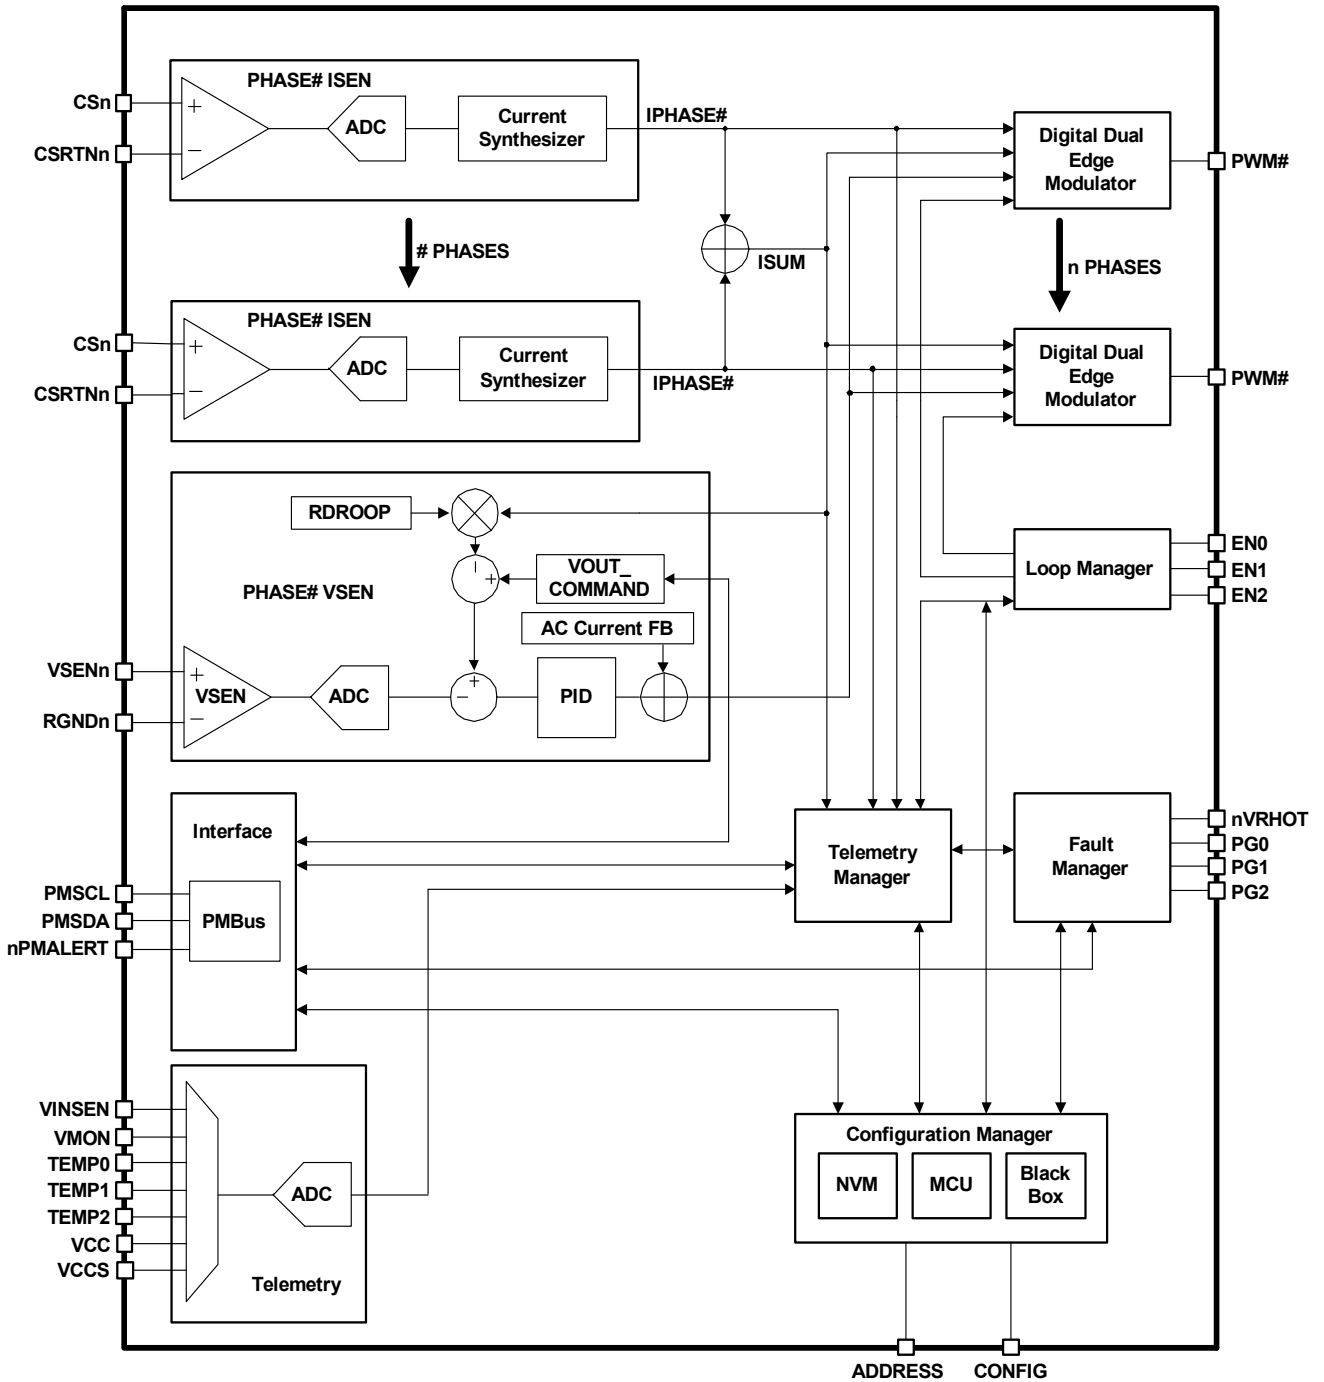 PHASE# ISEN
CSn
+
ADC
Current
Synthesizer
IPHASE#
Digital Dual
Edge
Modulator
PWM#
CSRTNn
−
# PHASES
ISUM
n PHASES
PHASE# ISEN
CSn
+
ADC
Current
Synthesizer
IPHASE#
Digital Dual
Edge
Modulator
PWM#
CSRTNn
−
RDROOP
−
+
VOUT_
COMMAND
PHASE# VSEN
AC Current FB
VSENn
+
VSEN
−
RGNDn
ADC
+
−
PID
Loop Manager
EN0
EN1
EN2
Interface
PMSCL
PMSDA
nPMALERT
PMBus
Telemetry
Manager
Fault
Manager
nVRHOT
PG0
PG1
PG2
VINSEN
VMON
TEMP0
TEMP1
TEMP2
VCC
VCCS
ADC
Telemetry
Configuration Manager
NVM
MCU
Black
Box
ADDRESS
CONFIG